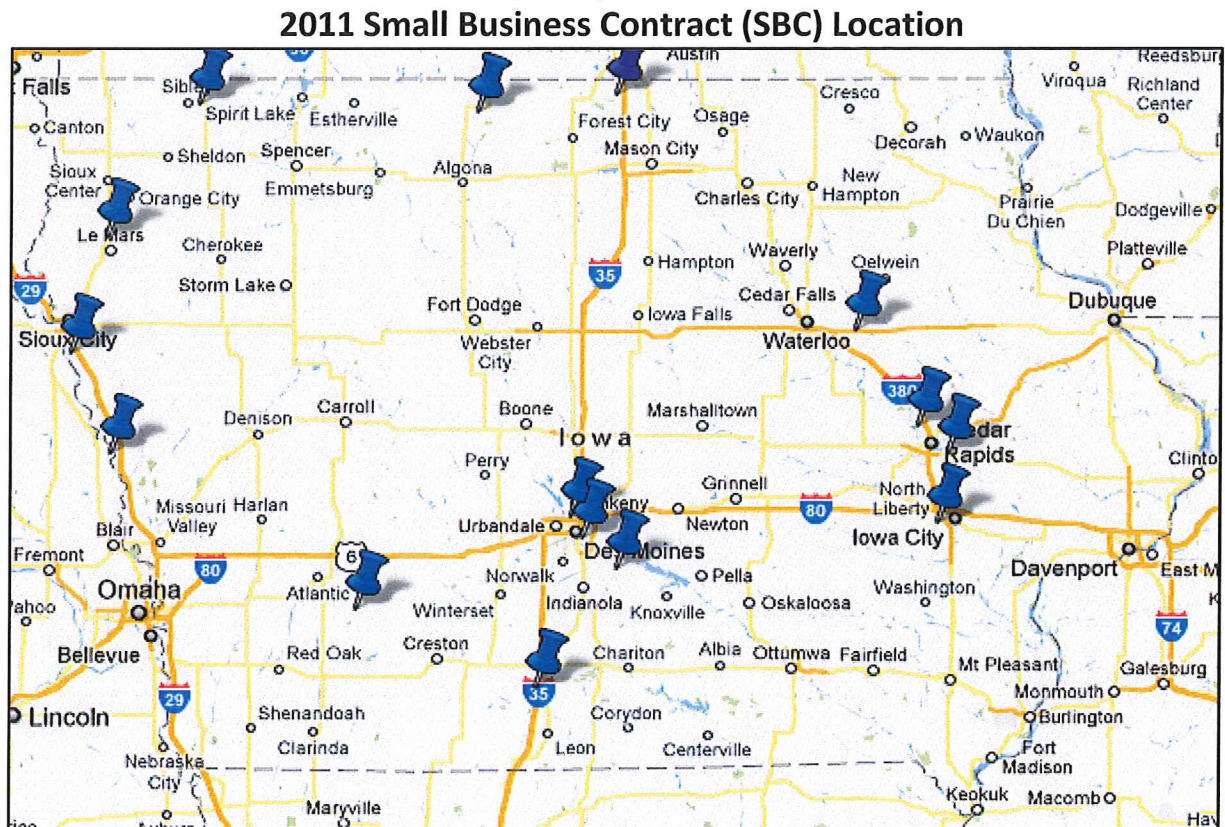 2011 Small Business Contract (SBC) Location
Austin
Reedsburg
Falls
Viroqua
Richland
Center
Spirit Lake
Estherville
Cresco
Canton
Forest City
Osage
Decorah
Waukon
Sheldon
Spencer
Mason City
Sioux
Center
Emmetsburg
Algona
New
Hampton
Orange City
Charles City
Prairie
Du Chien
Dodgeville
Le Mars
Cherokee
Waverly
Platteville
Hampton
Oelwein
35
29
Storm Lake
Cedar Falls
Dubuque
Fort Dodge
Iowa Falls
Sioux City
Webster
City
Waterloo
380
Denison
Carroll
Boone
Marshalltown
Iowa
Rapids
Perry
Clinto
Grinnell
North
Liberty
Missouri
Valley
Harlan
80
Newton
Urbandale
Blair
Iowa City
Fremont
6
Des Moines
80
Davenport
East M
Norwalk
Pella
Omaha
Atlantic
Washington
Winterset
Indianola
Knoxville
Oskaloosa
74
Bellevue
Red Oak
Creston
Chariton
Albia
Ottumwa
Fairfield
Mt Pleasant
Galesburg
29
35
Monmouth
Lincoln
Shenandoah
Corydon
Burlington
Clarinda
Leon
Centerville
Fort
Madison
Nebraska
City
Keokuk
Macomb
Maryville